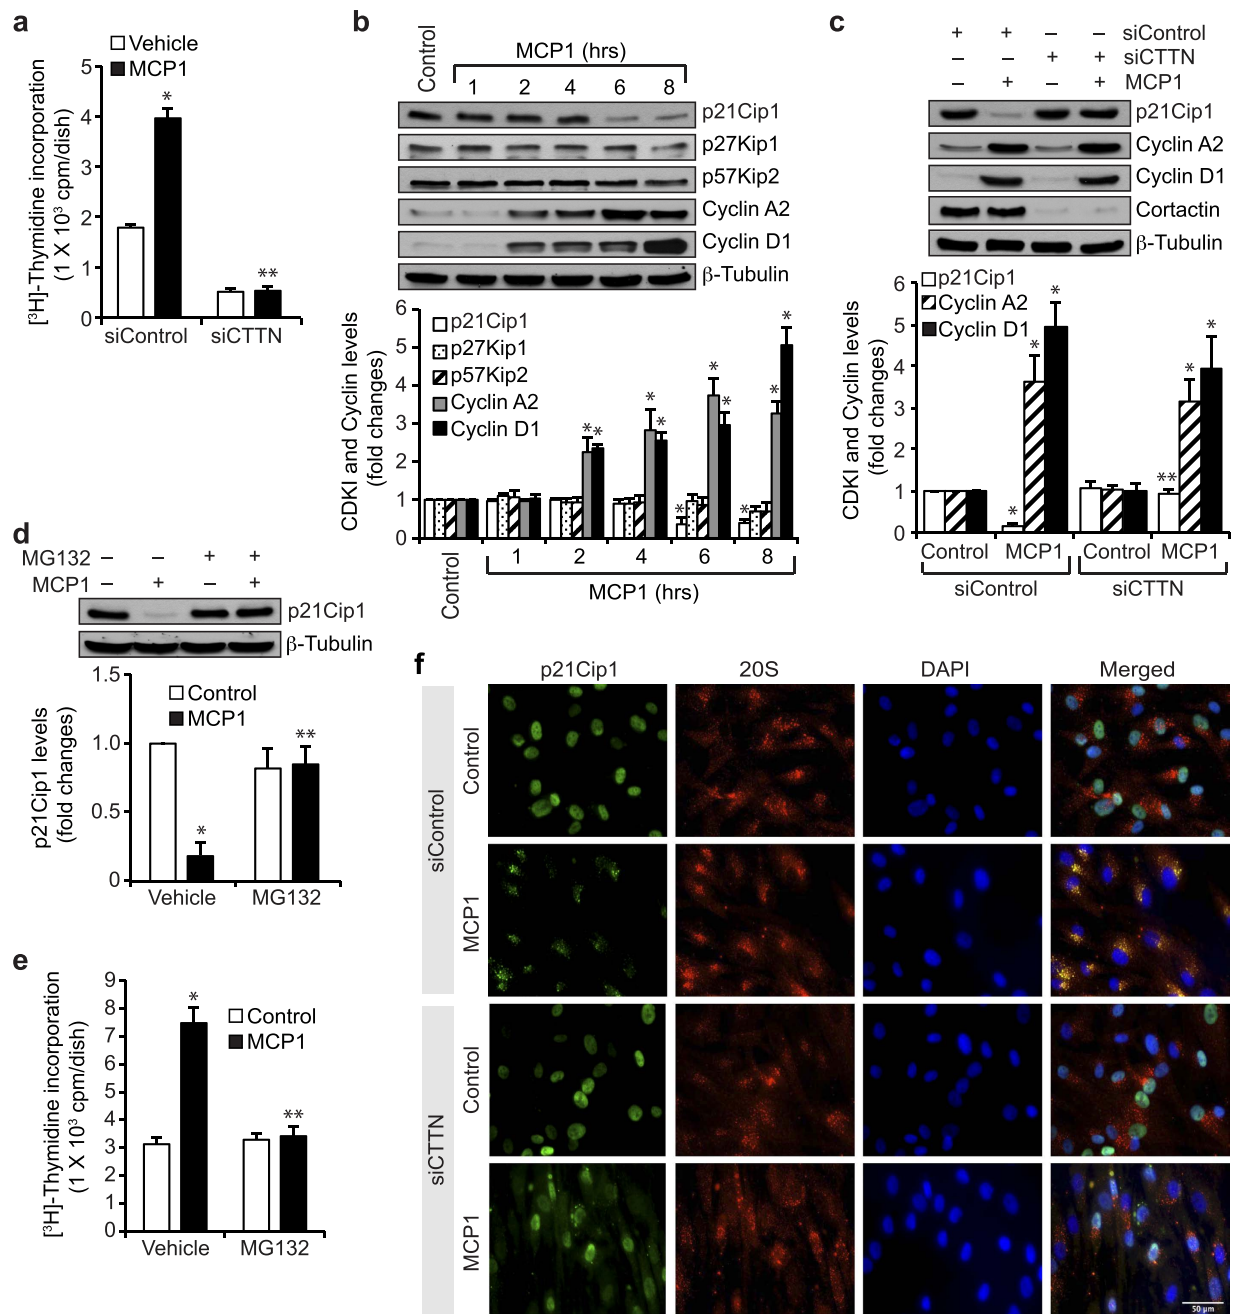 a
Vehicle
MCP1
[³H]-Thymidine incorporation
(1 X 10³ cpm/dish)
5
4
3
2
1
0
*
**
siControl
siCTTN
b
Control
MCP1 (hrs)
1 2 4 6 8
p21Cip1
p27Kip1
p57Kip2
Cyclin A2
Cyclin D1
β-Tubulin
CDKI and Cyclin levels
(fold changes)
6
5
4
3
2
1
0
p21Cip1
p27Kip1
p57Kip2
Cyclin A2
Cyclin D1
* *
* *
* * *
* * *
Control
1 2 4 6 8
MCP1 (hrs)
c
+ + – – siControl
– – + + siCTTN
– + – + MCP1
p21Cip1
Cyclin A2
Cyclin D1
Cortactin
β-Tubulin
CDKI and Cyclin levels
(fold changes)
6
5
4
3
2
1
0
p21Cip1
Cyclin A2
Cyclin D1
* * *
** * *
Control MCP1 Control MCP1
siControl siCTTN
d
MG132 – – + +
MCP1 – + – +
p21Cip1
β-Tubulin
p21Cip1 levels
(fold changes)
1.5
1.0
0.5
0
Control
MCP1
*
**
Vehicle MG132
e
[³H]-Thymidine incorporation
(1 X 10³ cpm/dish)
9
8
7
6
5
4
3
2
1
0
Control
MCP1
*
**
Vehicle MG132
f
p21Cip1 20S DAPI Merged
siControl
Control
MCP1
siCTTN
Control
MCP1
50 µm